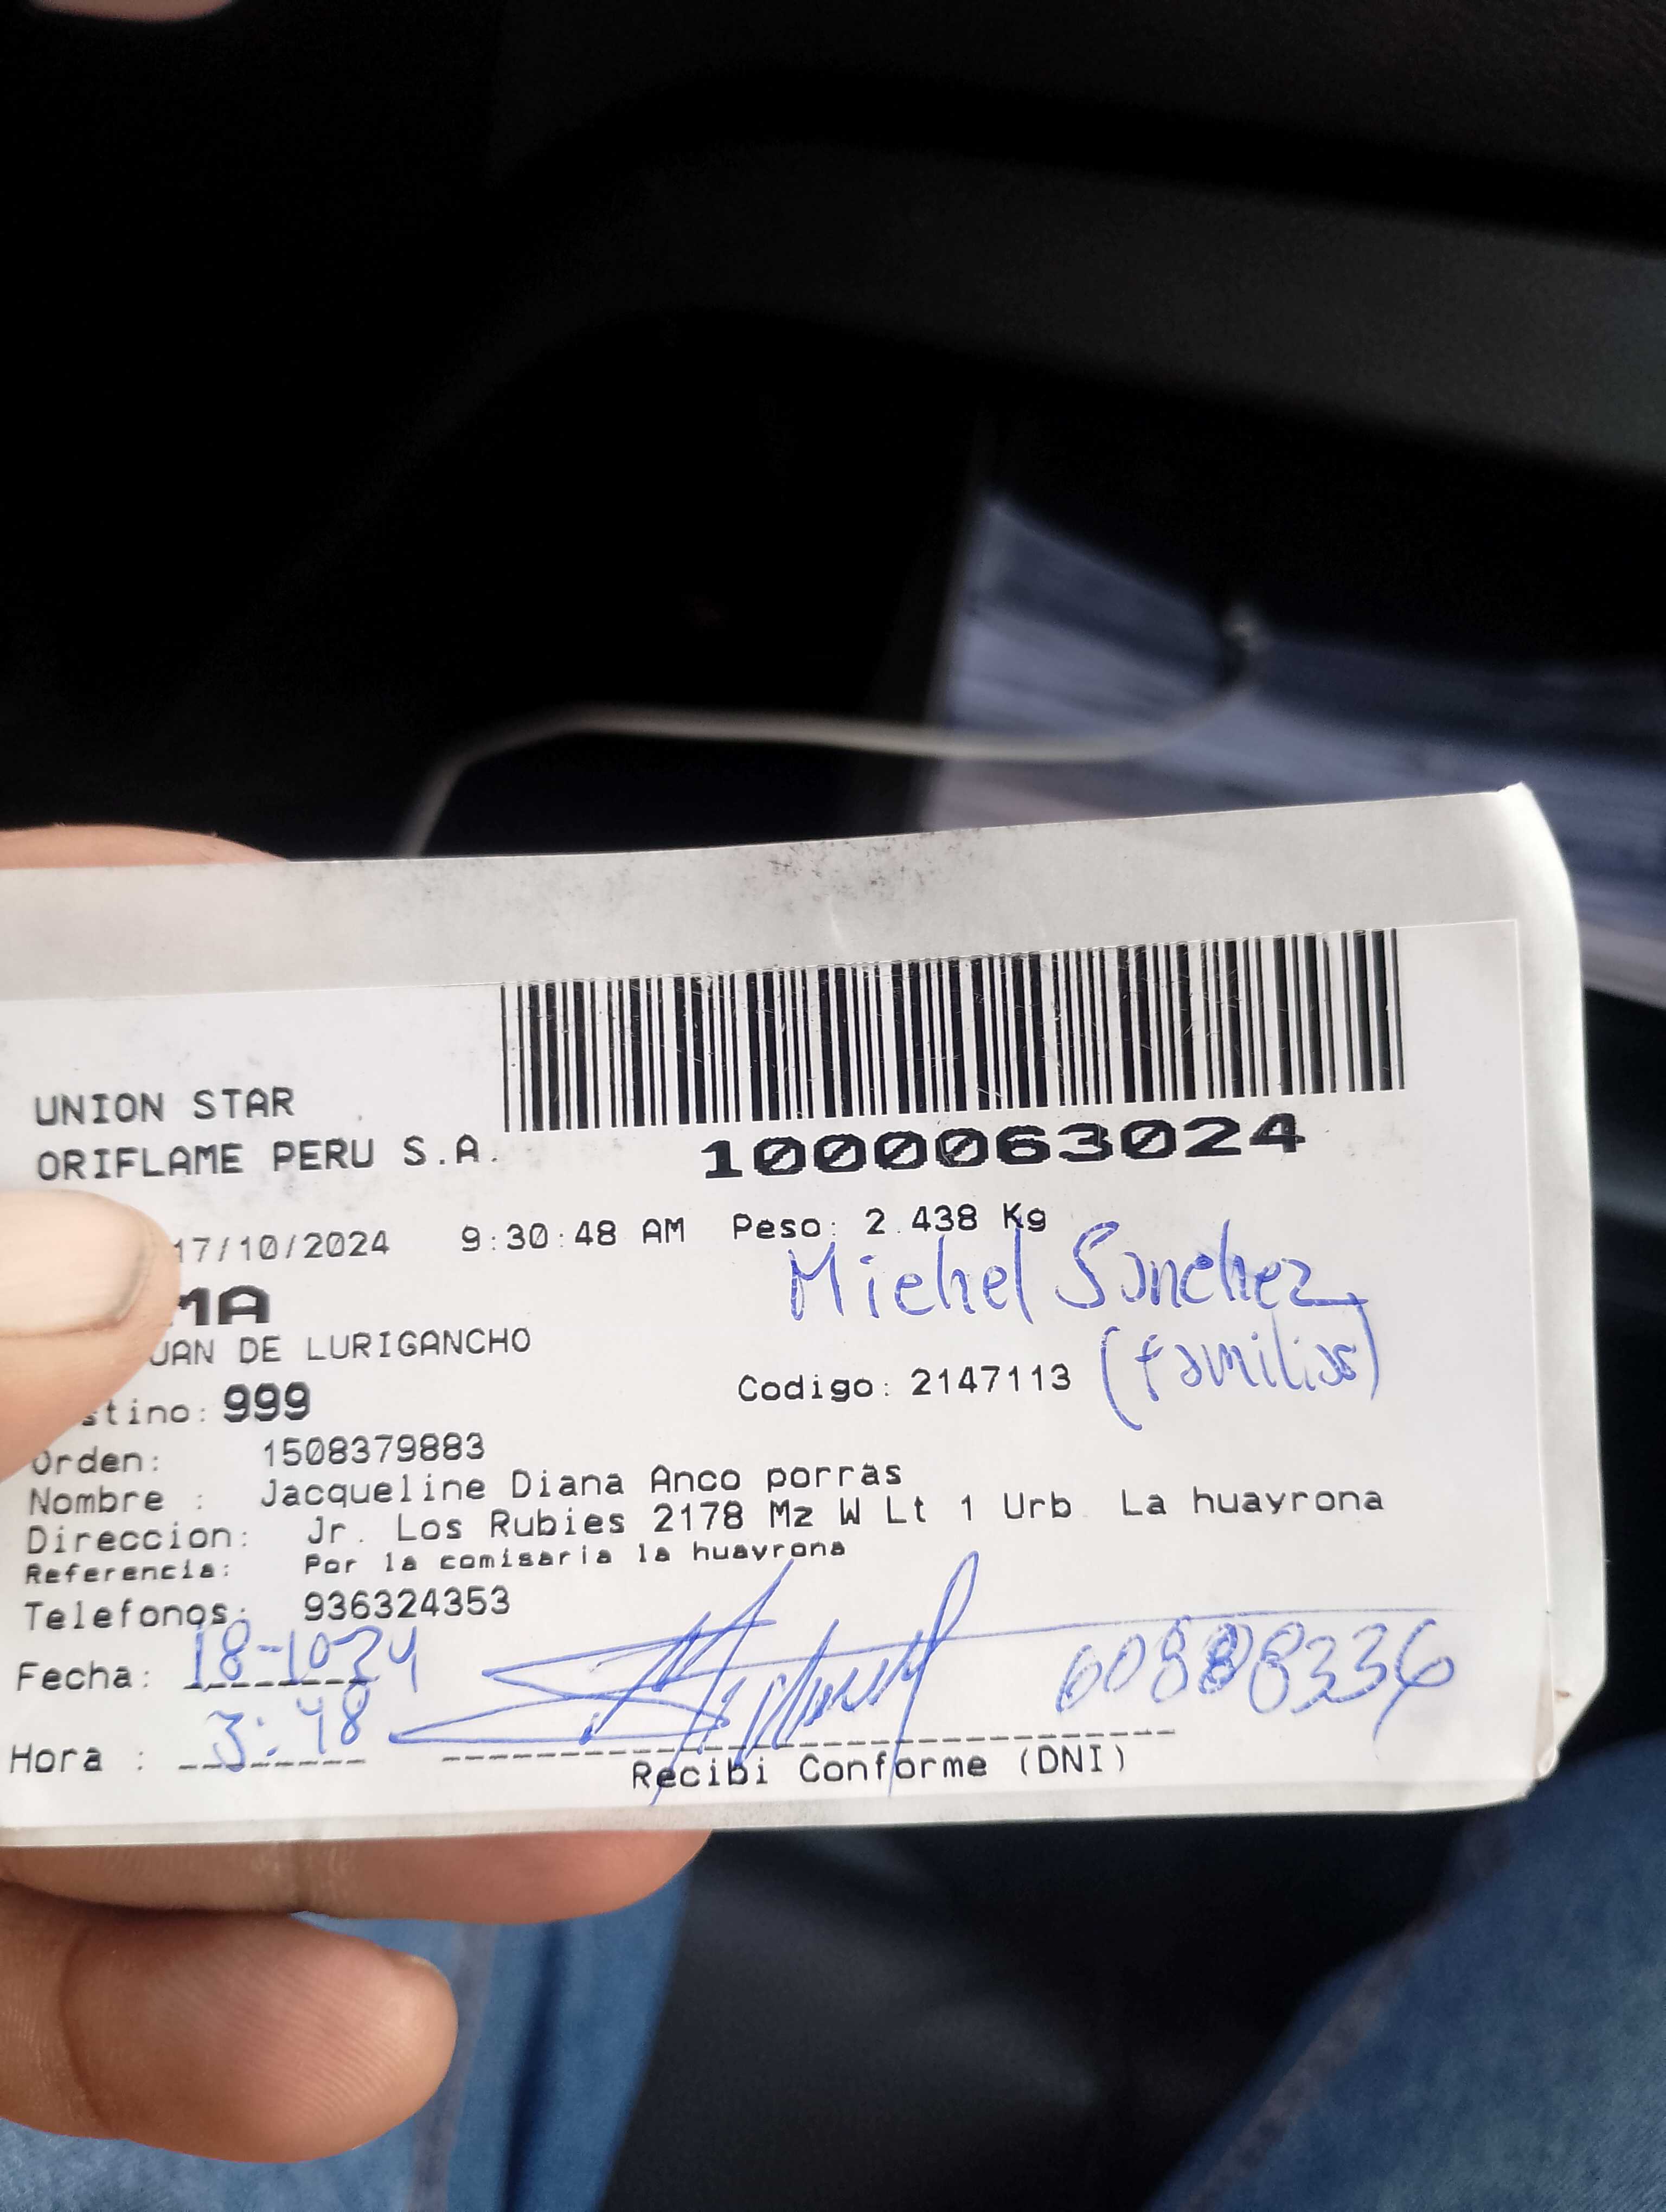 UNION STAR
ORIFLAME PERU S.A.
1000063024
17/10/2024 9:30:48 AM Peso: 2.438 Kg
MA
Michel Sanchez
UAN DE LURIGANCHO
(familiar)
stino: 999
Codigo: 2147113
Orden: 1508379883
Nombre : Jacqueline Diana Anco porras
Direccion: Jr. Los Rubies 2178 Mz W Lt 1 Urb. La huayrona
Referencia: Por la comisaria la huayrona
Telefonos: 936324353
Fecha: 18-10-24
Hora : 3:48
Recibi Conforme (DNI)